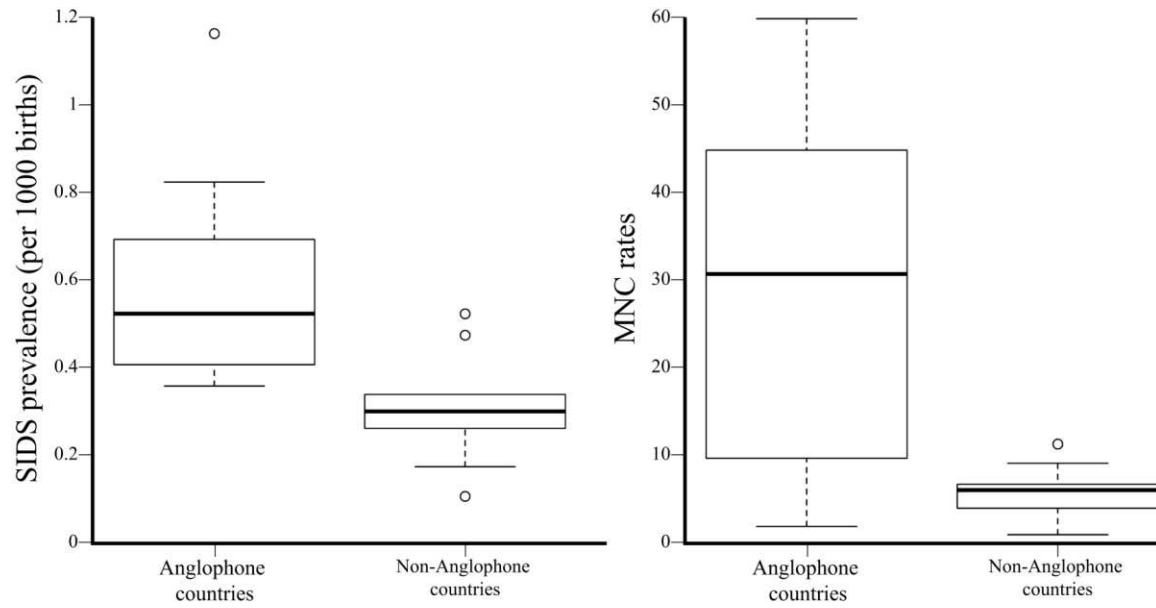 SIDS prevalence (per 1000 births)
1.2
1
0.8
0.6
0.4
0.2
0
Anglophone
countries
Non-Anglophone
countries
MNC rates
60
50
40
30
20
10
0
Anglophone
countries
Non-Anglophone
countries